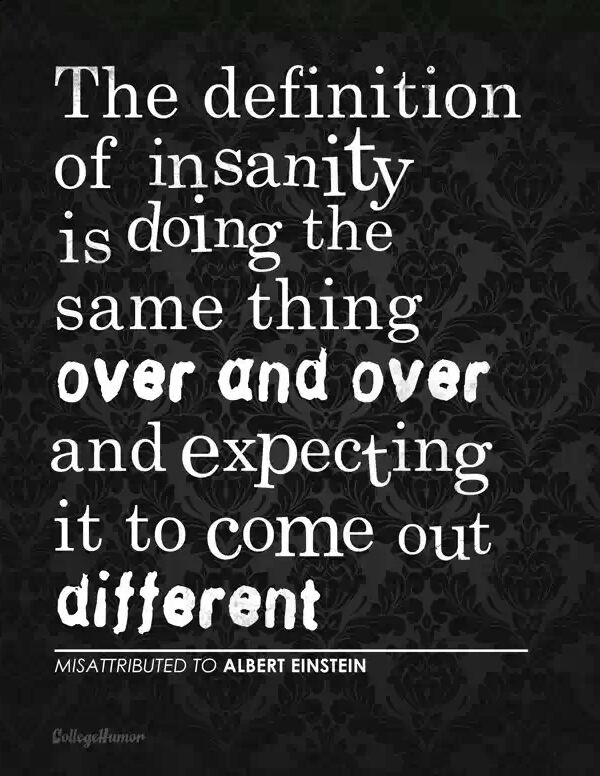 The definition
of insanity
is doing the
same thing
over and over
and expecting
it to come out
different
MISATTRIBUTED TO ALBERT EINSTEIN
CollegeHumor